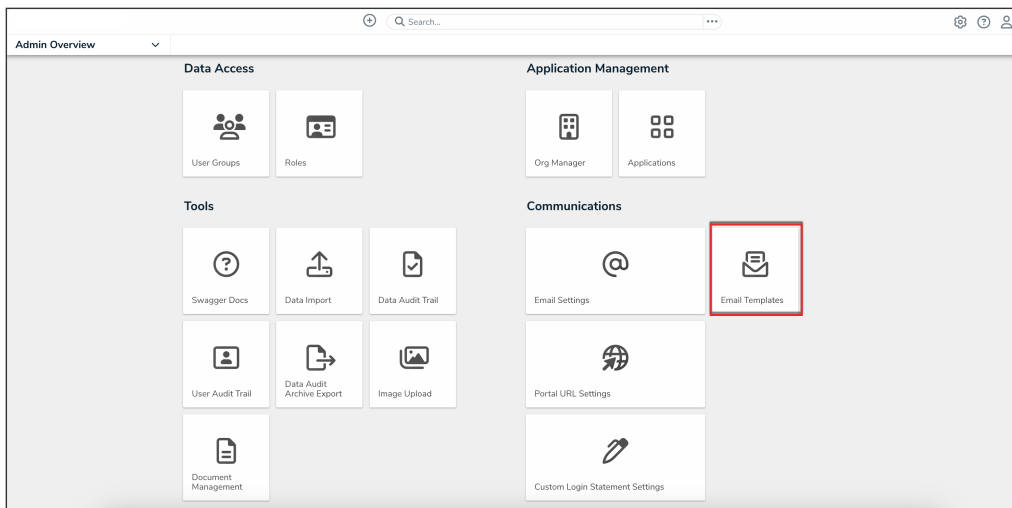 Search...
Admin Overview
Data Access
User Groups
Roles
Application Management
Org Manager
Applications
Tools
Swagger Docs
Data Import
Data Audit Trail
User Audit Trail
Data Audit
Archive Export
Image Upload
Document
Management
Communications
Email Settings
Email Templates
Portal URL Settings
Custom Login Statement Settings